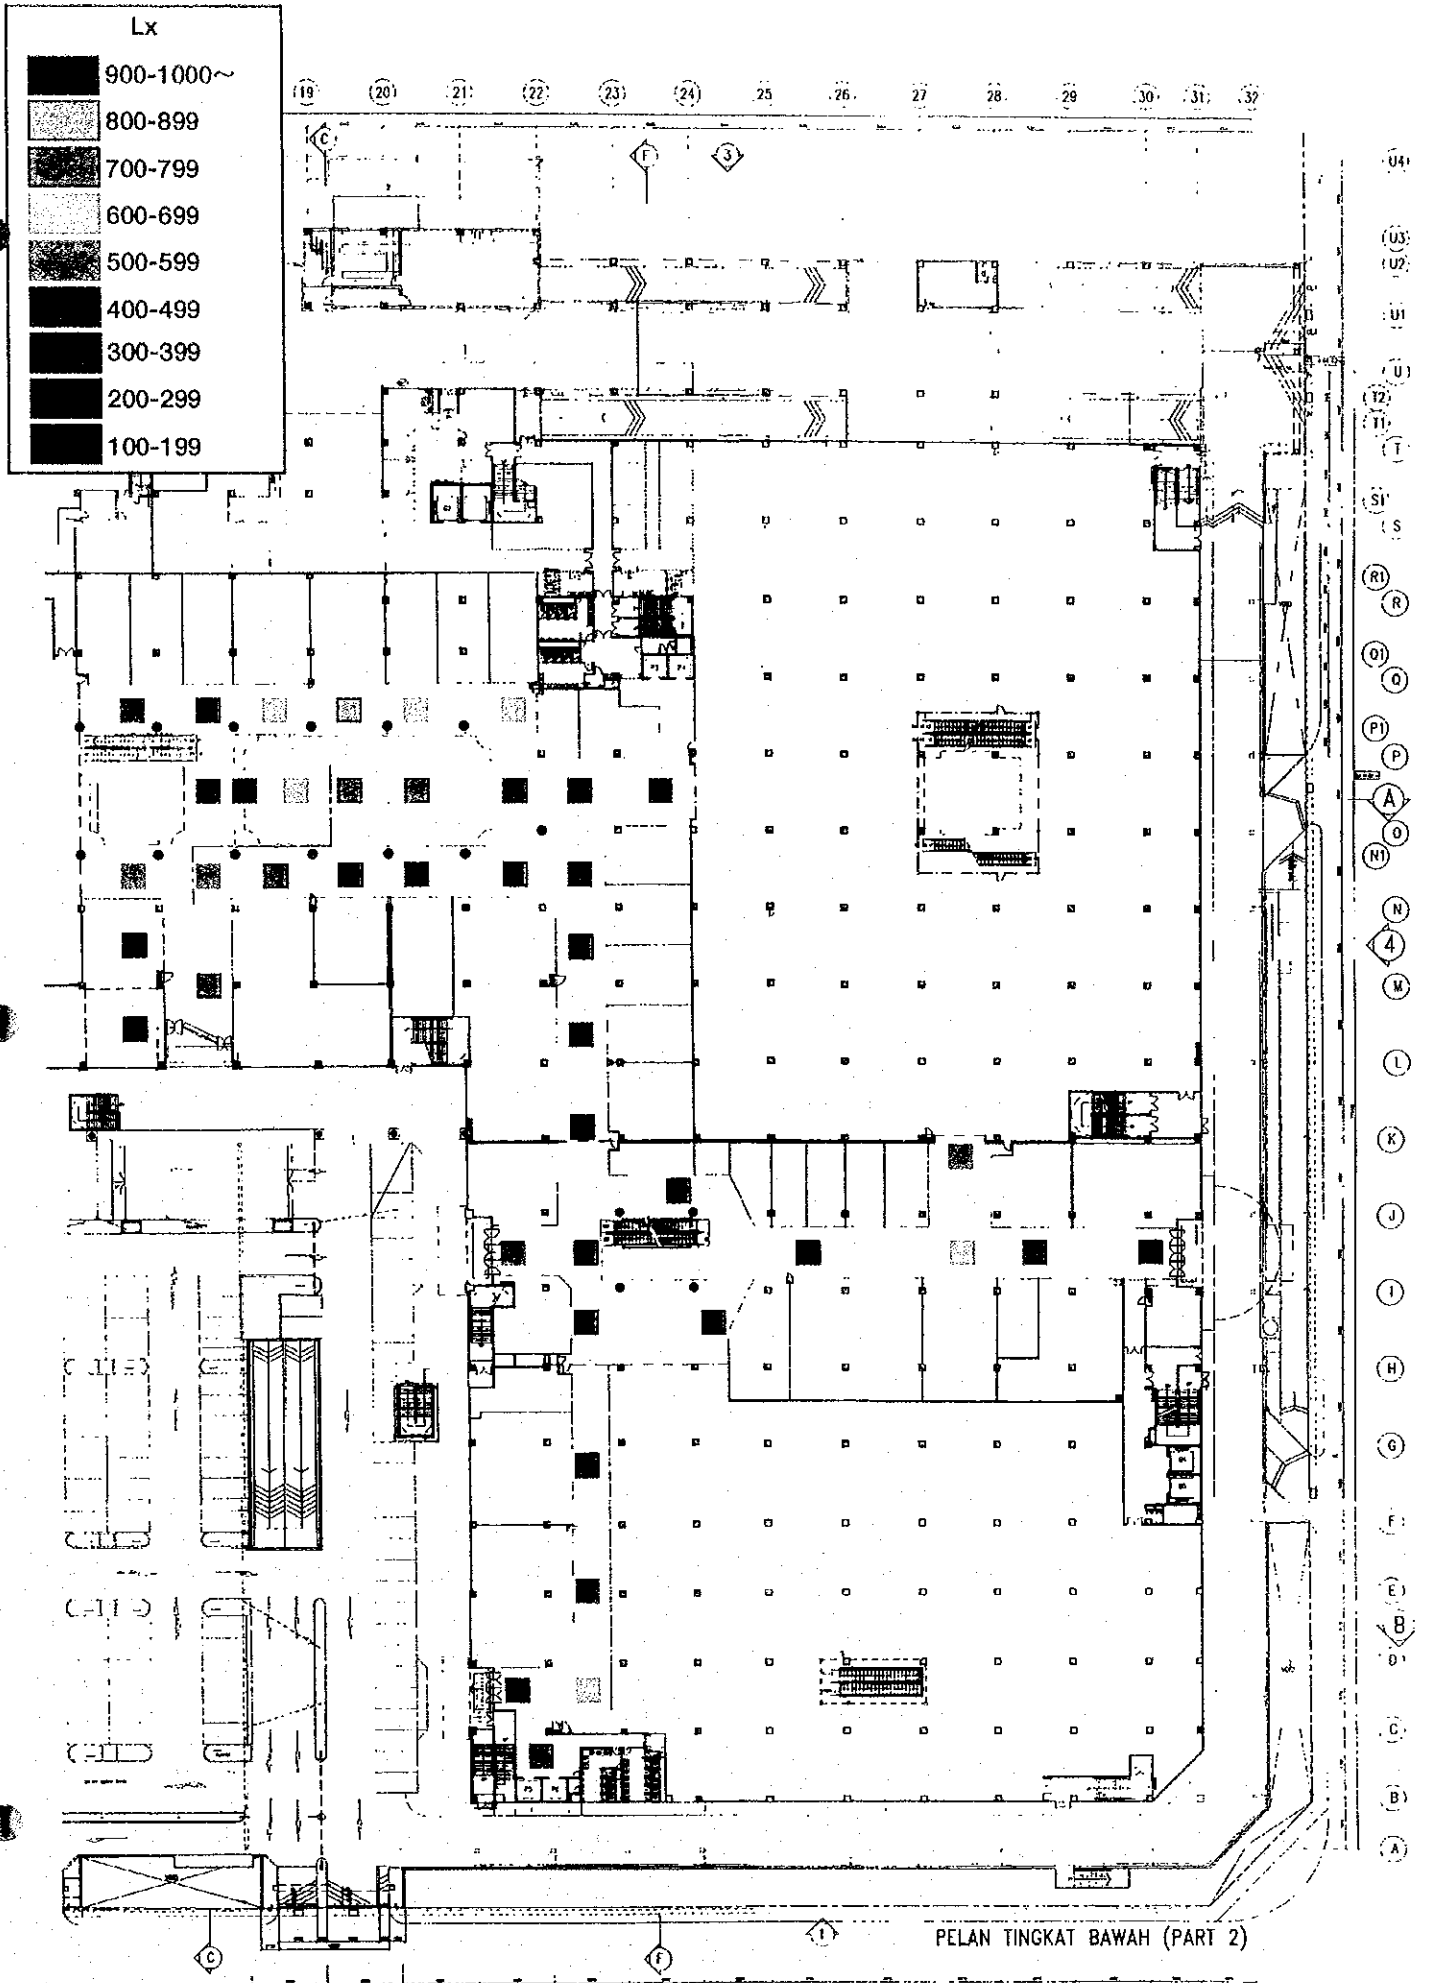 Lx
900-1000~
800-899
700-799
600-699
500-599
400-499
300-399
200-299
100-199
(19) (20) (21) (22) (23) (24) 25 26 27 28 29 30 31 32
C
F
3
U4
U3
U2
U1
U
T2
T1
T
S1
S
R1
R
Q1
Q
P1
P
A
O
N1
N
4
M
L
K
J
I
H
G
F
E
B
D
C
B
A
1
C
F
PELAN TINGKAT BAWAH (PART 2)